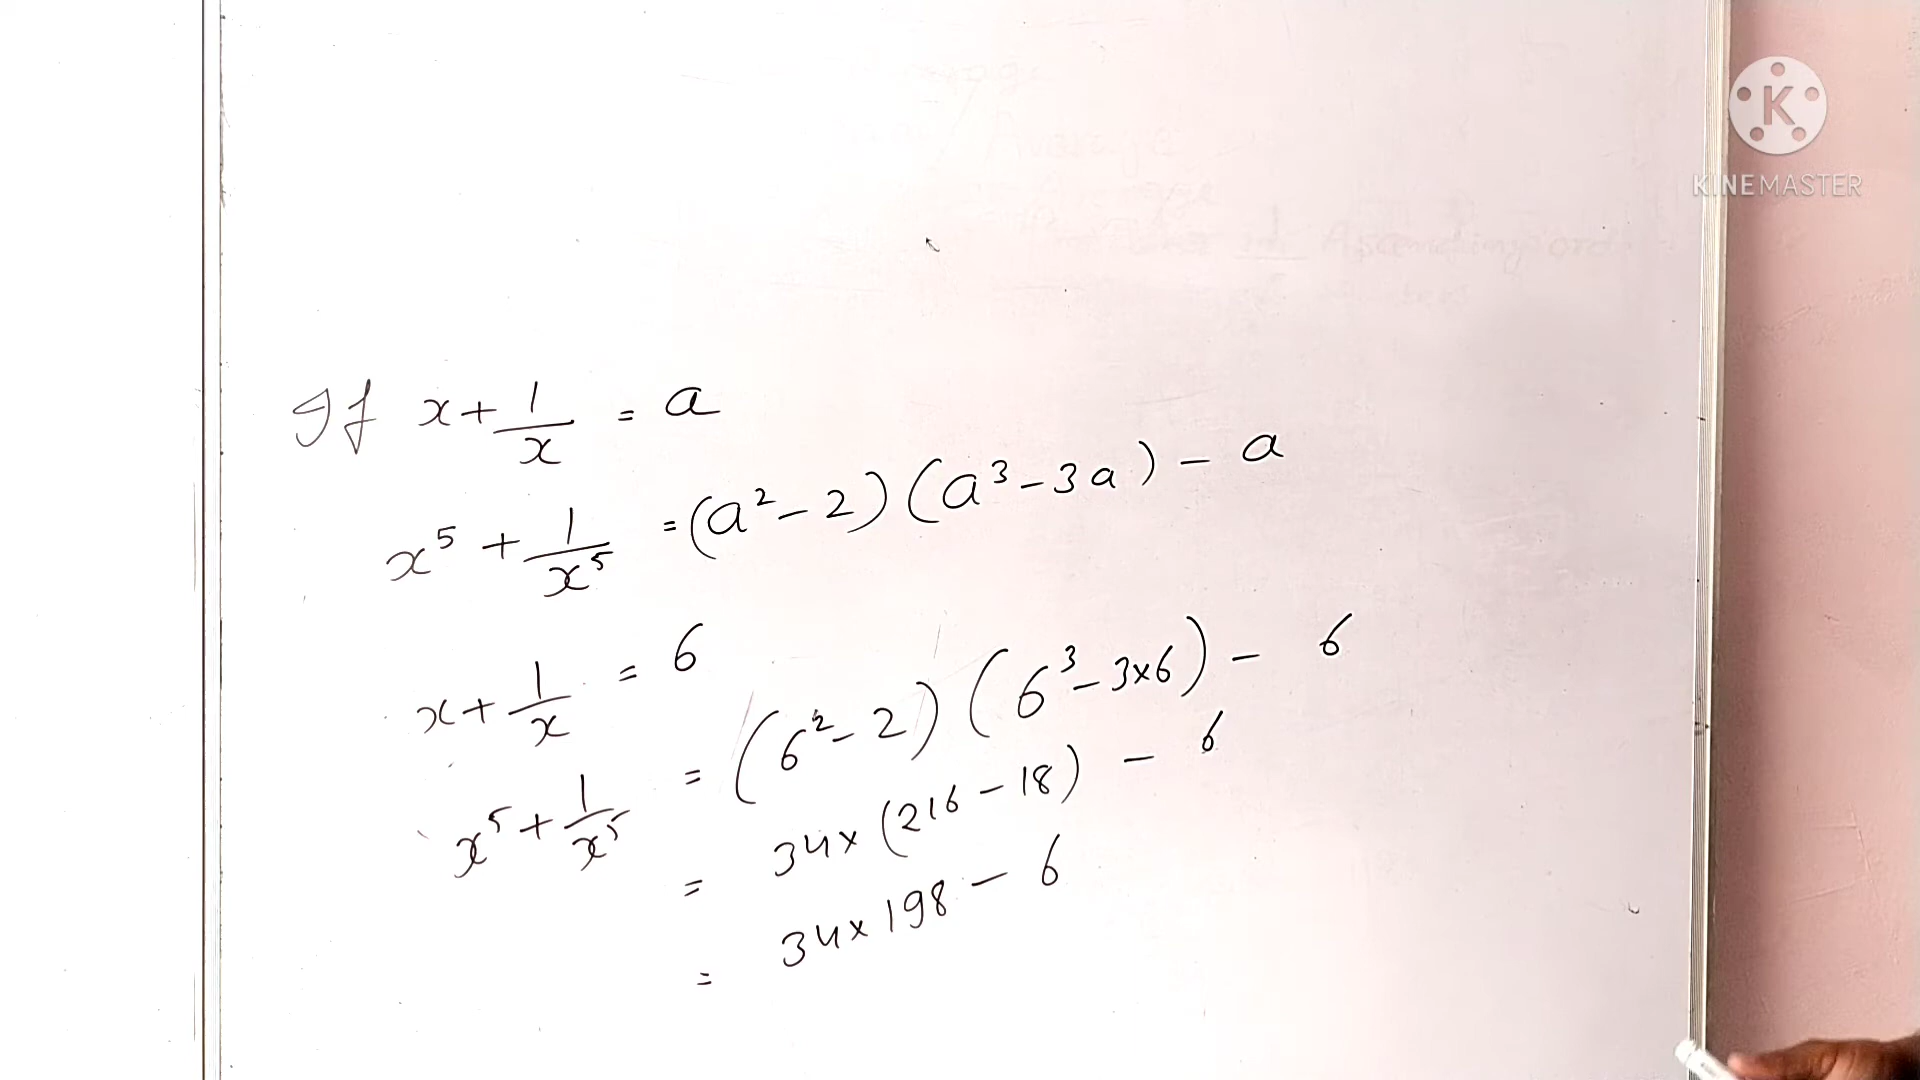 KINEMASTER
If x + 1/x = a
x⁵ + 1/x⁵ = (a² - 2) (a³ - 3a) - a
x + 1/x = 6
x⁵ + 1/x⁵ = (6² - 2) (6³ - 3×6) - 6
= 34× (216 - 18) - 6
= 34× 198 - 6